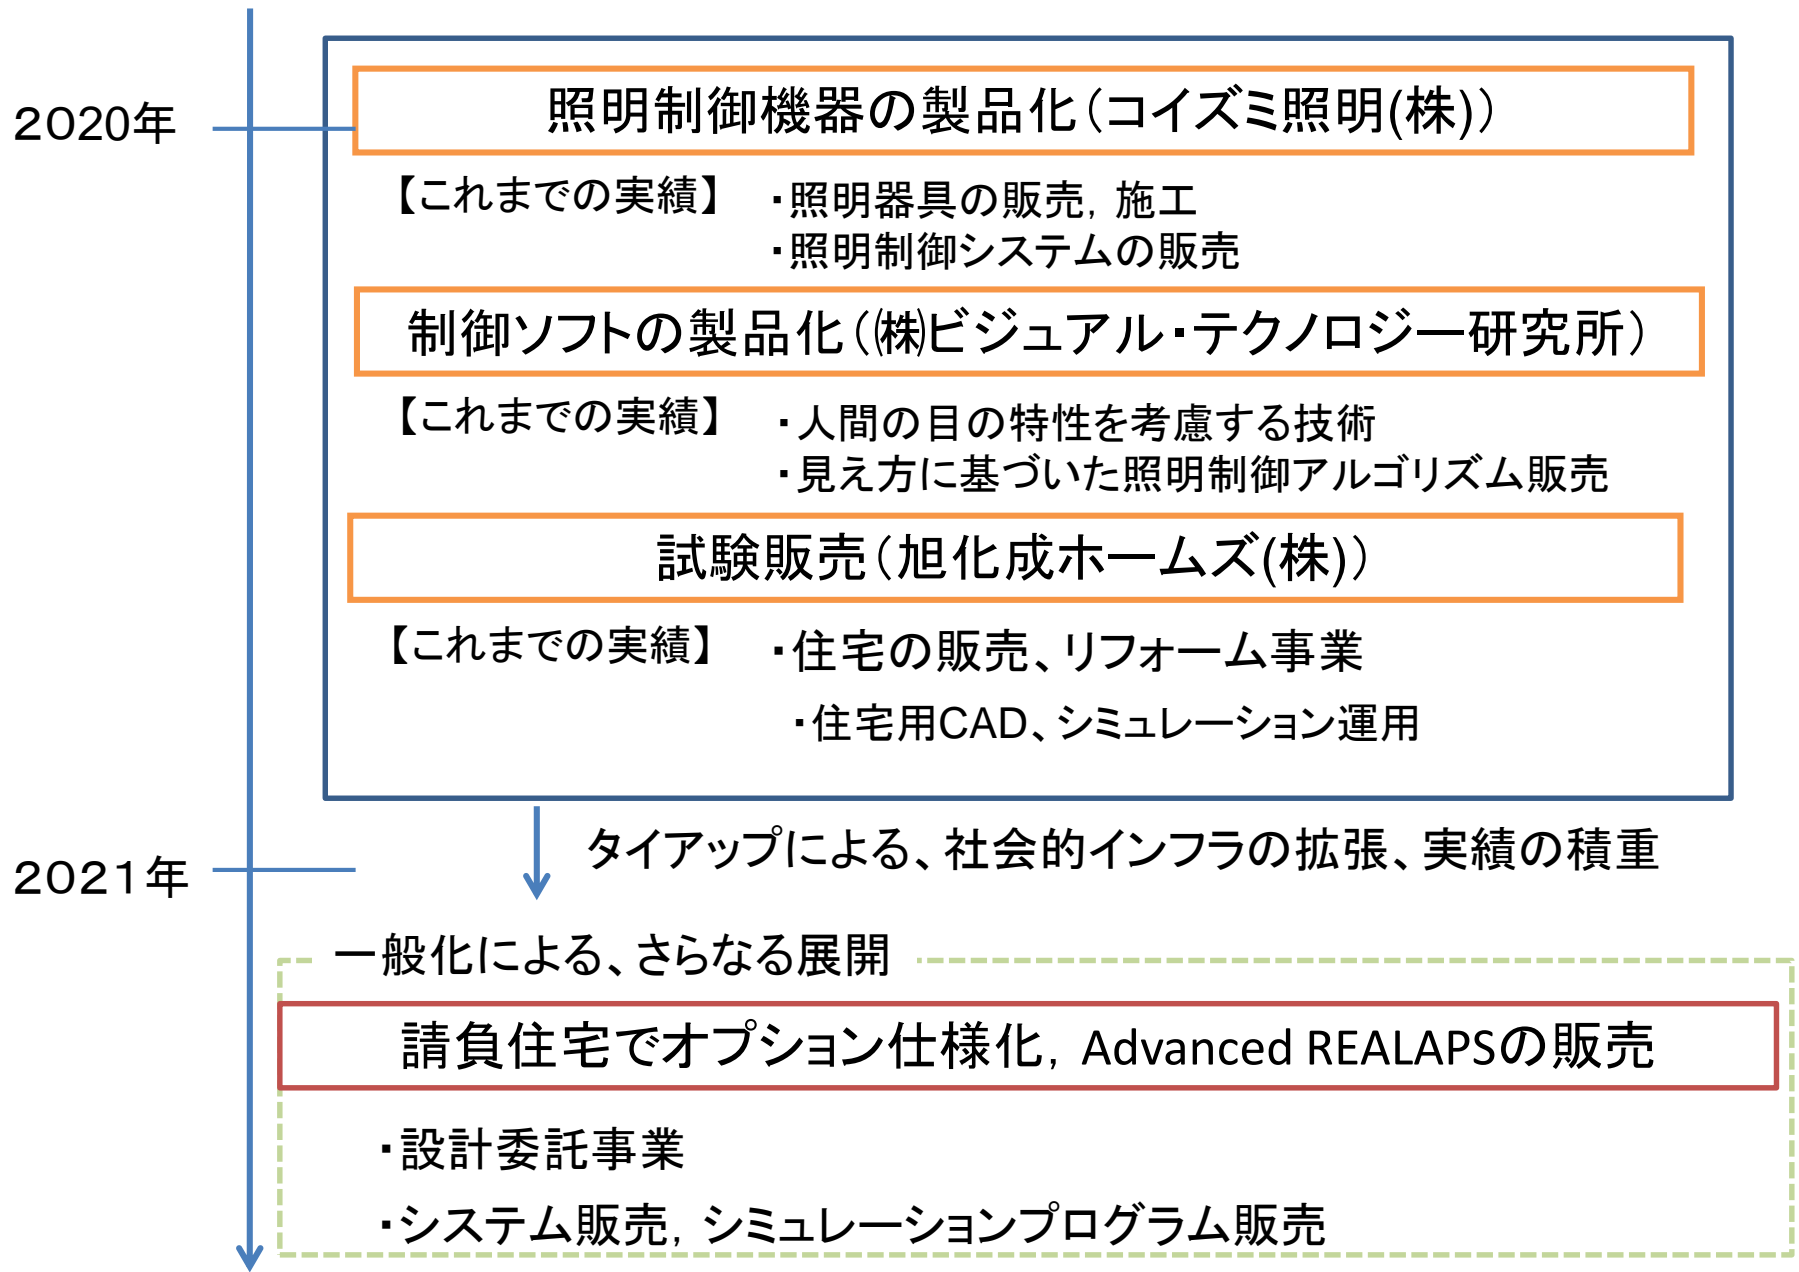 2020年
照明制御機器の製品化（コイズミ照明(株)）
【これまでの実績】
・照明器具の販売，施工
・照明制御システムの販売
制御ソフトの製品化（㈱ビジュアル・テクノロジー研究所）
【これまでの実績】
・人間の目の特性を考慮する技術
・見え方に基づいた照明制御アルゴリズム販売
試験販売（旭化成ホームズ(株)）
【これまでの実績】
・住宅の販売、リフォーム事業
・住宅用CAD、シミュレーション運用
タイアップによる、社会的インフラの拡張、実績の積重
２０２１年
一般化による、さらなる展開
請負住宅でオプション仕様化，Advanced REALAPSの販売
・設計委託事業
・システム販売，シミュレーションプログラム販売